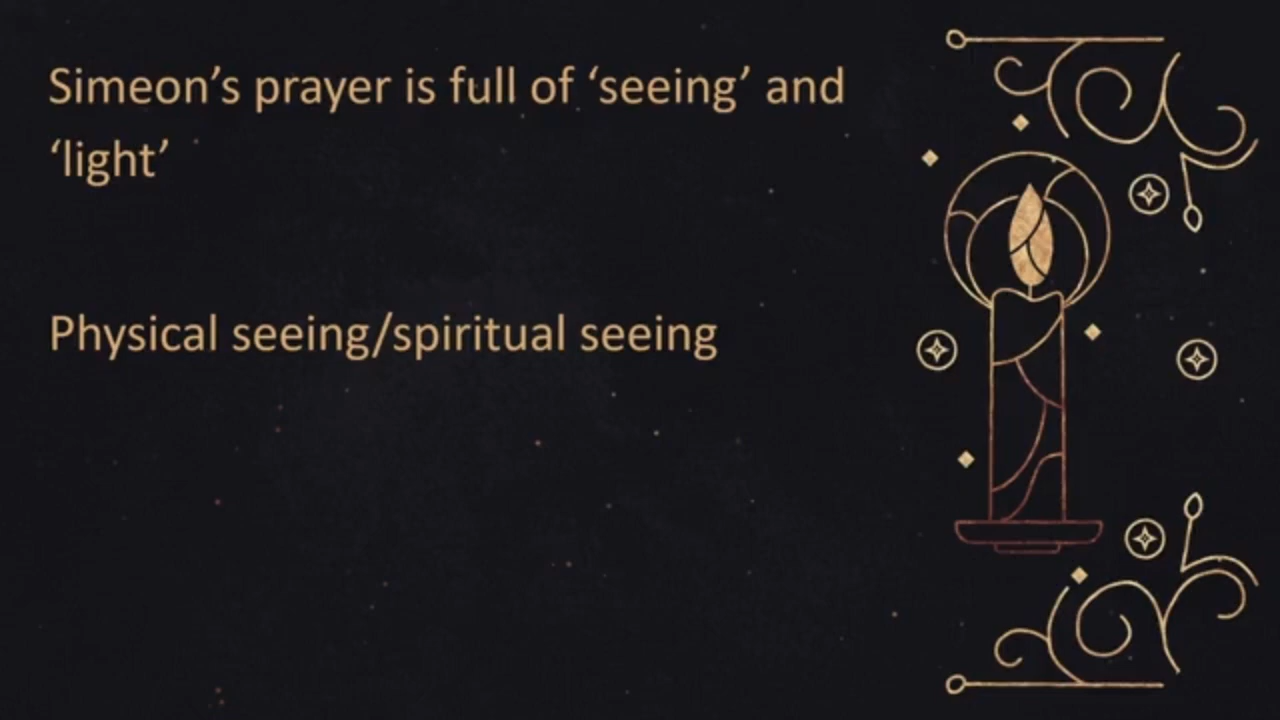 Simeon’s prayer is full of ‘seeing’ and
‘light’
Physical seeing/spiritual seeing